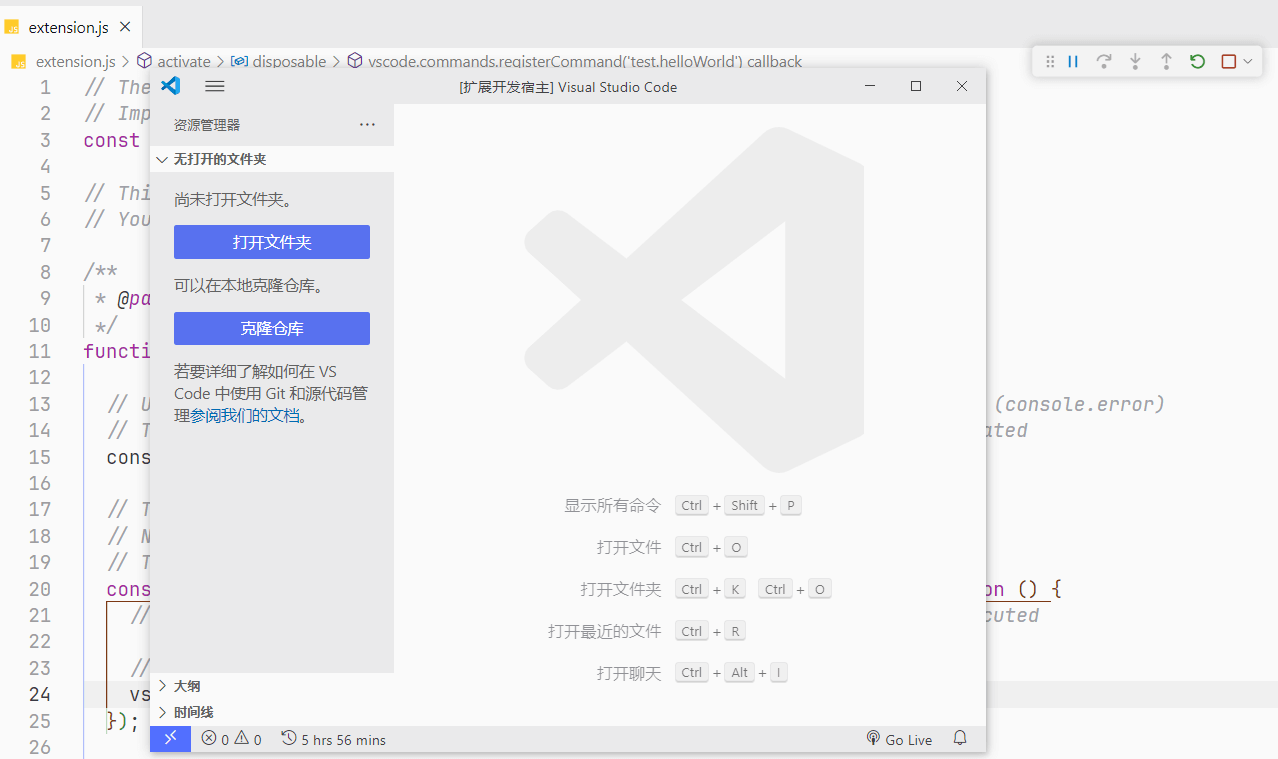 extension.js
extension.js > activate > disposable > vscode.commands.registerCommand('test.helloWorld') callback
[扩展开发宿主] Visual Studio Code
资源管理器
无打开的文件夹
尚未打开文件夹。
打开文件夹
可以在本地克隆仓库。
克隆仓库
若要详细了解如何在 VS
Code 中使用 Git 和源代码管
理参阅我们的文档。
大纲
时间线
显示所有命令 Ctrl + Shift + P
打开文件 Ctrl + O
打开文件夹 Ctrl + K Ctrl + O
打开最近的文件 Ctrl + R
打开聊天 Ctrl + Alt + I
0 0 5 hrs 56 mins Go Live
1 // The
2 // Imp
3 const
4
5 // Thi
6 // You
7
8 /**
9 * @pa
10 */
11 functi
12
13 // U (console.error)
14 // T ated
15 cons
16
17 // T
18 // N
19 // T
20 cons on () {
21 // cuted
22
23 //
24 vs
25 });
26